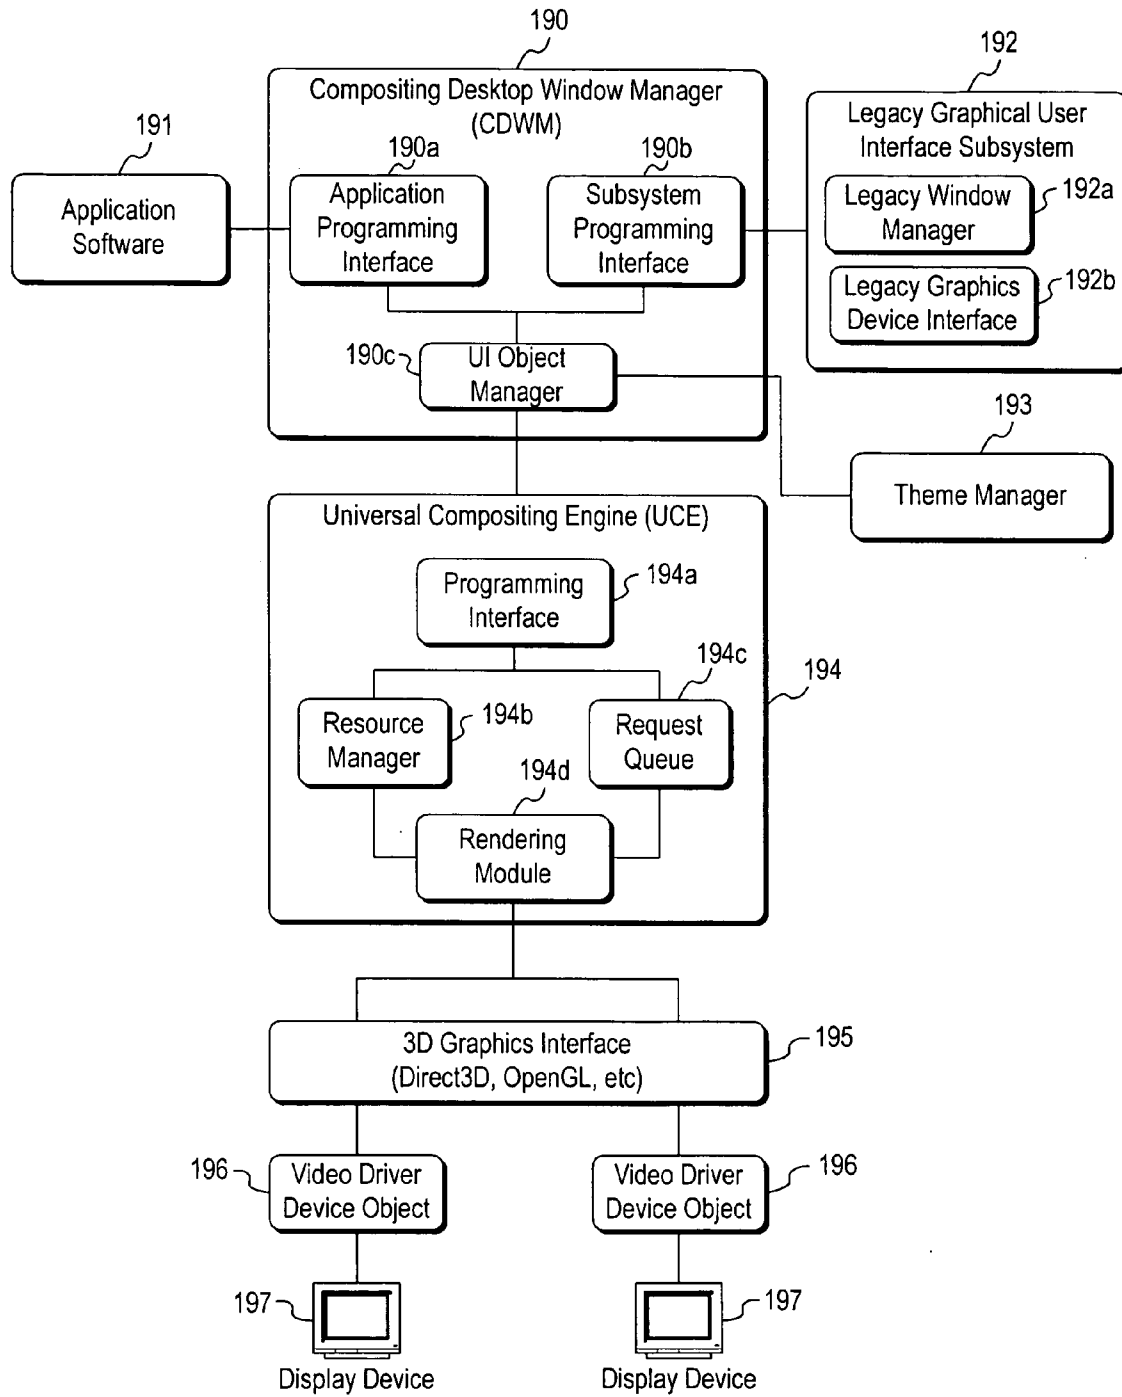 190
192
Compositing Desktop Window Manager
(CDWM)
Legacy Graphical User
Interface Subsystem
191
190a
190b
Application
Software
Application
Programming
Interface
Subsystem
Programming
Interface
Legacy Window
Manager
192a
Legacy Graphics
Device Interface
192b
190c
UI Object
Manager
193
Theme Manager
Universal Compositing Engine (UCE)
Programming
Interface
194a
194c
194
Resource
Manager
194b
Request
Queue
194d
Rendering
Module
3D Graphics Interface
(Direct3D, OpenGL, etc)
195
196
Video Driver
Device Object
Video Driver
Device Object
196
197
197
Display Device
Display Device